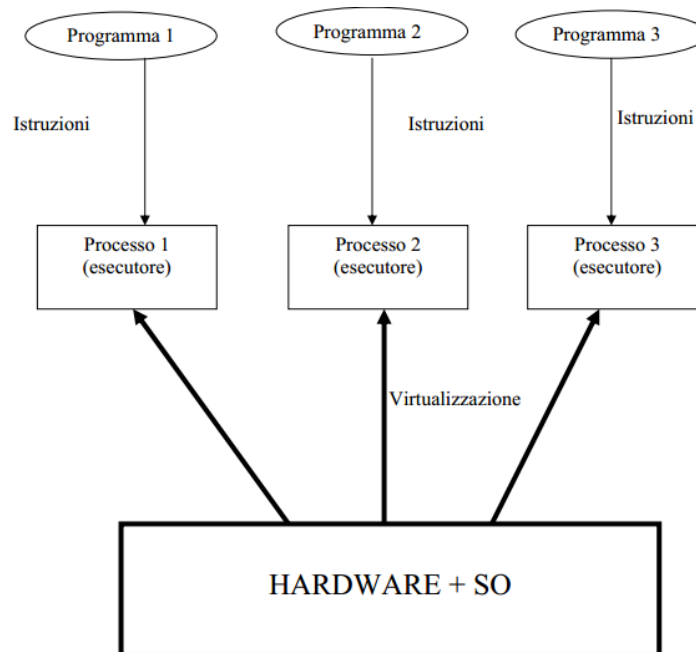 Programma 1
Programma 2
Programma 3
Istruzioni
Istruzioni
Istruzioni
Processo 1
(esecutore)
Processo 2
(esecutore)
Processo 3
(esecutore)
Virtualizzazione
HARDWARE + SO